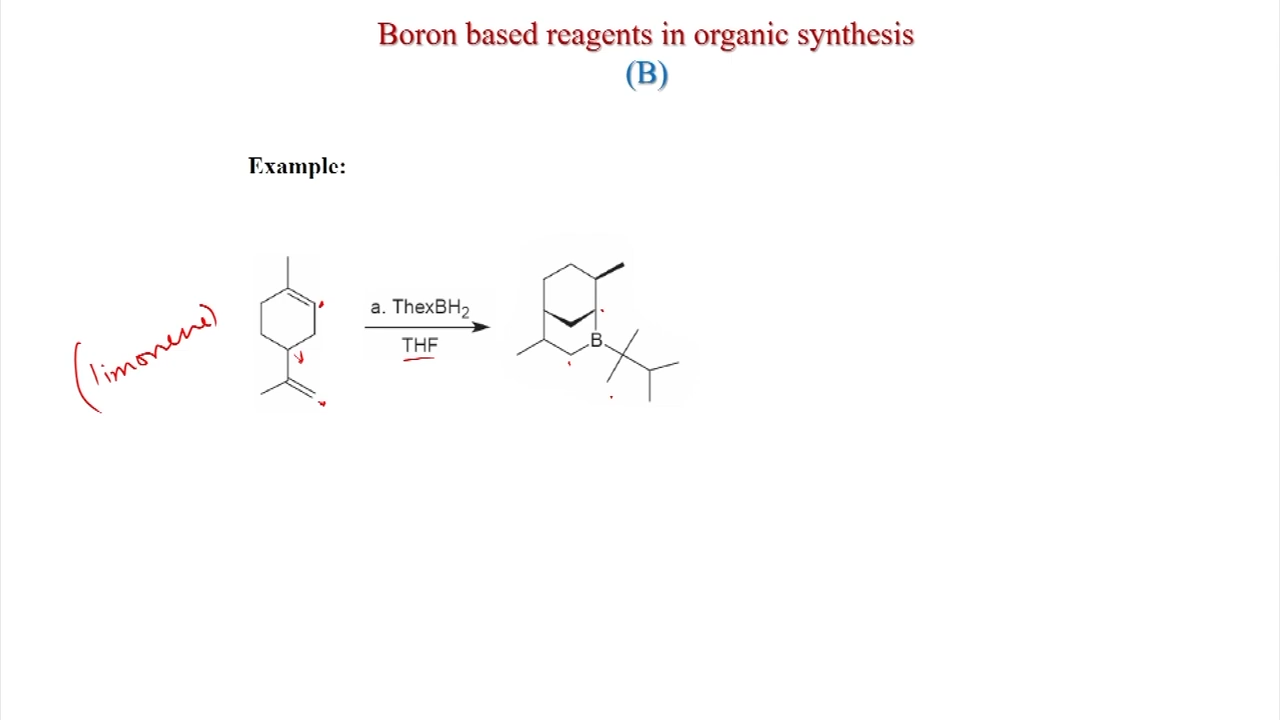 Boron based reagents in organic synthesis
(B)
Example:
(limonene)
a. ThexBH2
THF
B